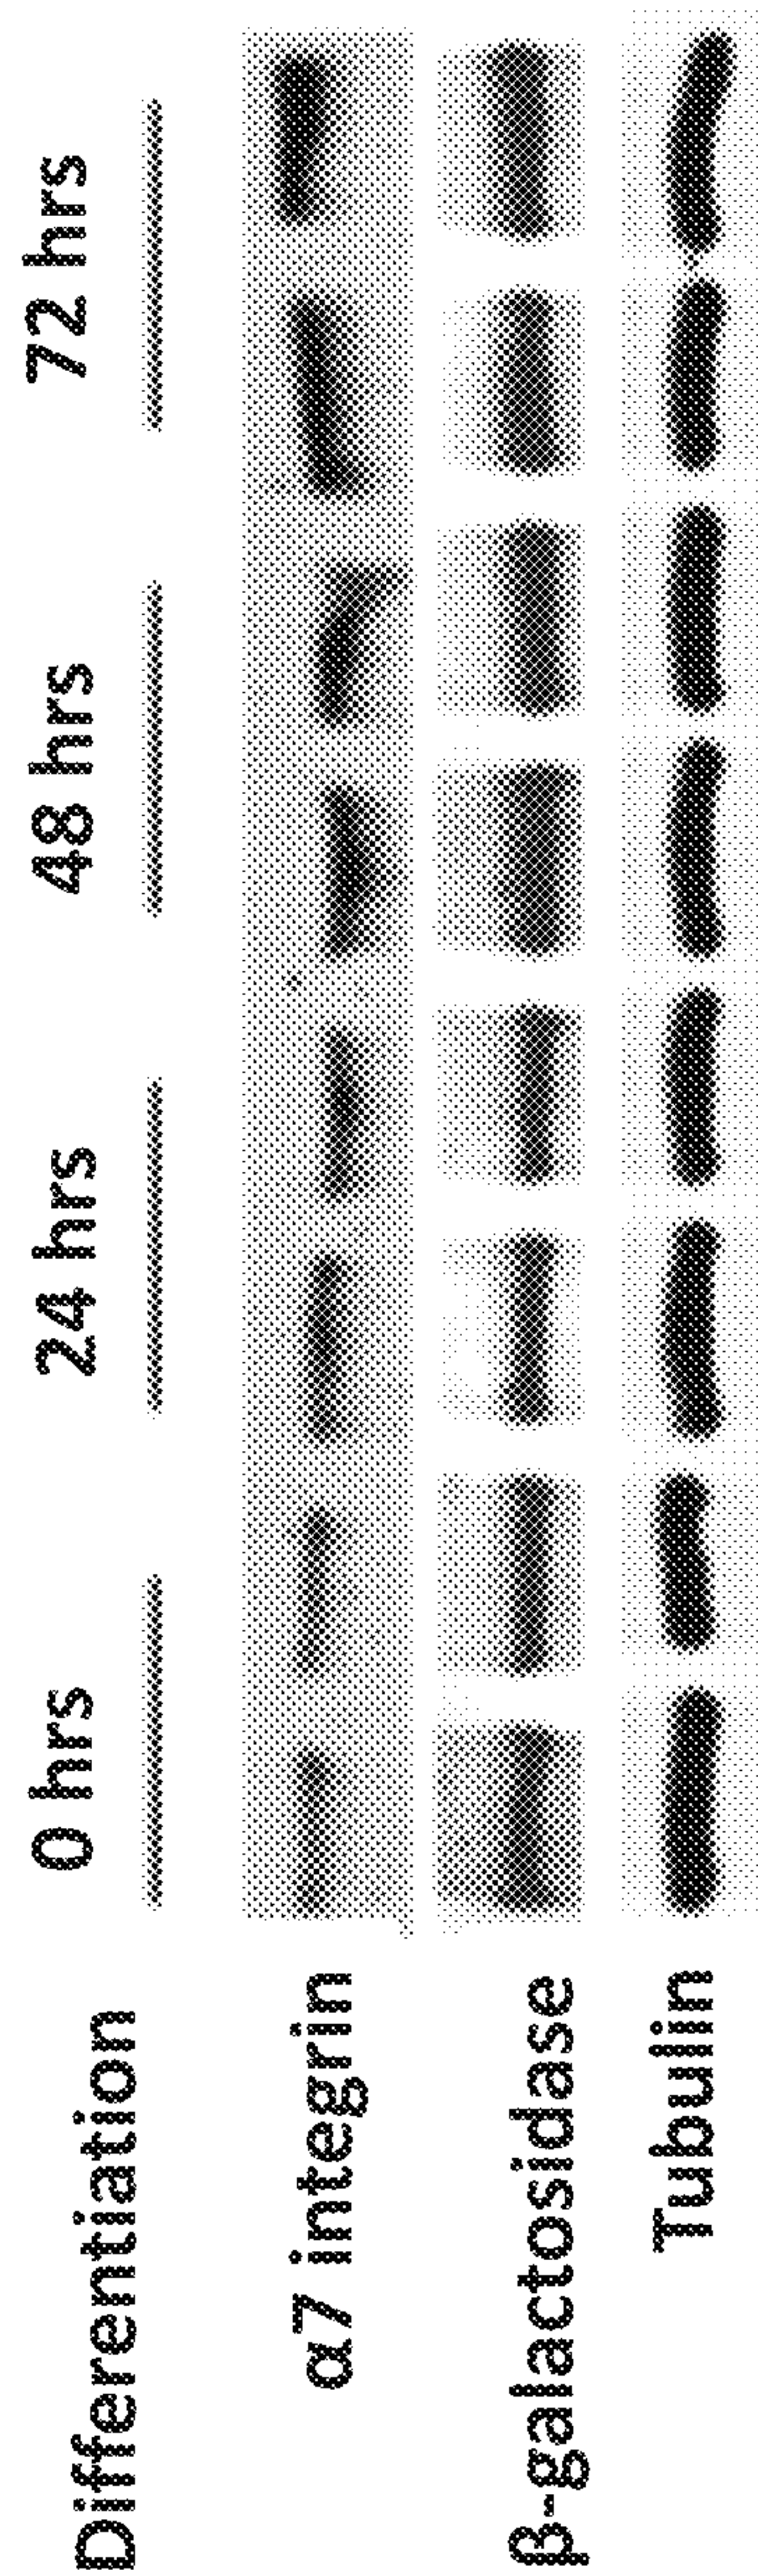 Differentiation 0 hrs 24 hrs 48 hrs 72 hrs
α7 integrin
β-galactosidase
Tubulin